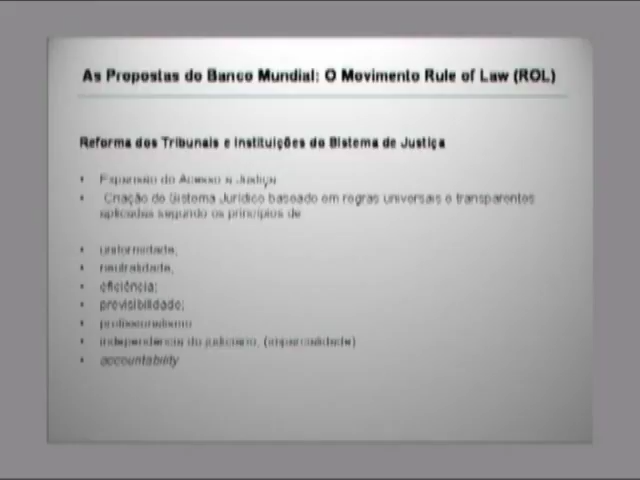 As Propostas do Banco Mundial: O Movimento Rule of Law (ROL)
Reforma dos Tribunais e Instituições do Sistema de Justiça
• Expansão do Acesso a Justiça
• Criação de Sistema Jurídico baseado em regras universais e transparentes
aplicadas segundo os princípios de
• uniformidade,
• neutralidade,
• eficiência;
• previsibilidade;
• independência do judiciário, (imparcialidade)
• accountability